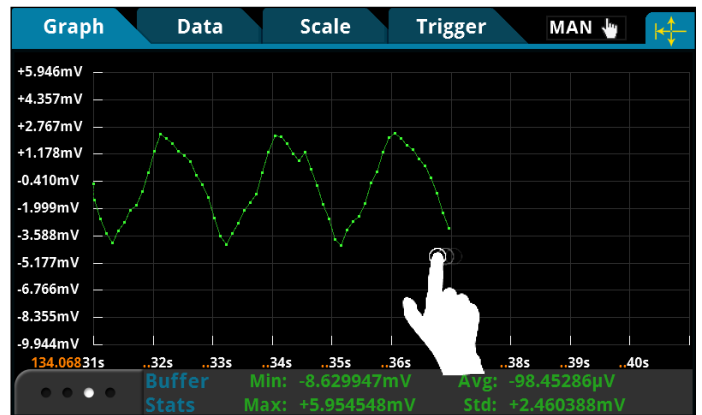 Graph Data Scale Trigger MAN
+5.946mV
+4.357mV
+2.767mV
+1.178mV
-0.410mV
-1.999mV
-3.588mV
-5.177mV
-6.766mV
-8.355mV
-9.944mV
134.06831s ..32s ..33s ..34s ..35s ..36s ..38s ..39s ..40s
Buffer Min: -8.629947mV Avg: -98.45286µV
Stats Max: +5.954548mV Std: +2.460388mV